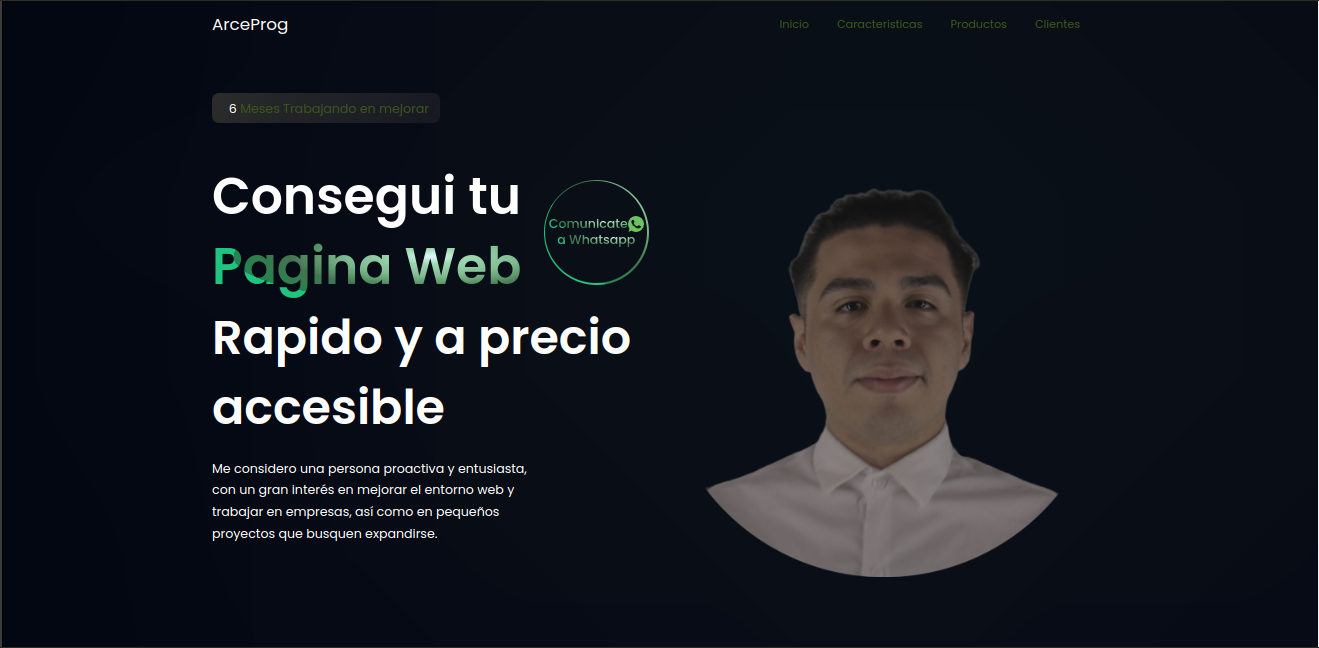 ArceProg
Inicio Caracteristicas Productos Clientes
6 Meses Trabajando en mejorar
Consegui tu
Pagina Web
Rapido y a precio
accesible
Comunicate
a Whatsapp
Me considero una persona proactiva y entusiasta,
con un gran interés en mejorar el entorno web y
trabajar en empresas, así como en pequeños
proyectos que busquen expandirse.